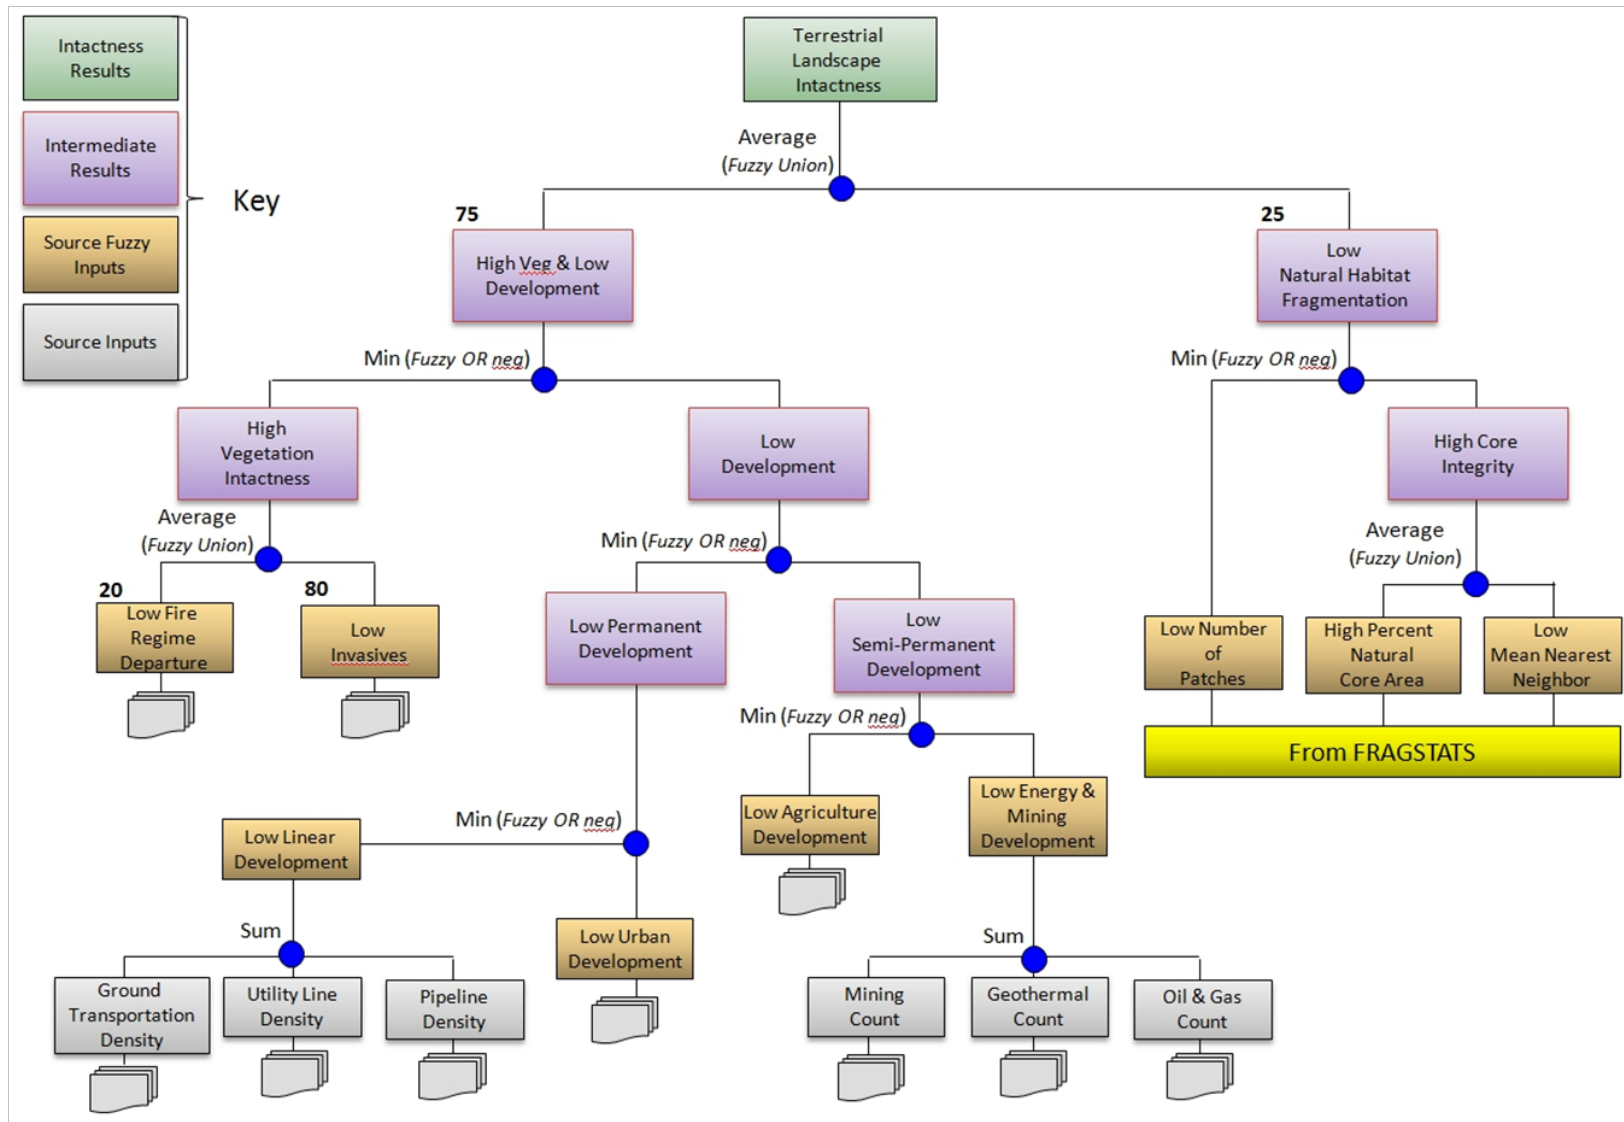 Intactness
Results
Intermediate
Results
Source Fuzzy
Inputs
Source Inputs
Key
Terrestrial
Landscape
Intactness
Average
(Fuzzy Union)
75
High Veg & Low
Development
25
Low
Natural Habitat
Fragmentation
Min (Fuzzy OR neg)
Min (Fuzzy OR neg)
High
Vegetation
Intactness
Low
Development
High Core
Integrity
Average
(Fuzzy Union)
Min (Fuzzy OR neg)
Average
(Fuzzy Union)
20
Low Fire
Regime
Departure
80
Low
Invasives
Low Permanent
Development
Low
Semi-Permanent
Development
Low Number
of
Patches
High Percent
Natural
Core Area
Low
Mean Nearest
Neighbor
Min (Fuzzy OR neg)
From FRAGSTATS
Low Agriculture
Development
Low Energy &
Mining
Development
Min (Fuzzy OR neg)
Low Linear
Development
Low Urban
Development
Sum
Sum
Ground
Transportation
Density
Utility Line
Density
Pipeline
Density
Mining
Count
Geothermal
Count
Oil & Gas
Count